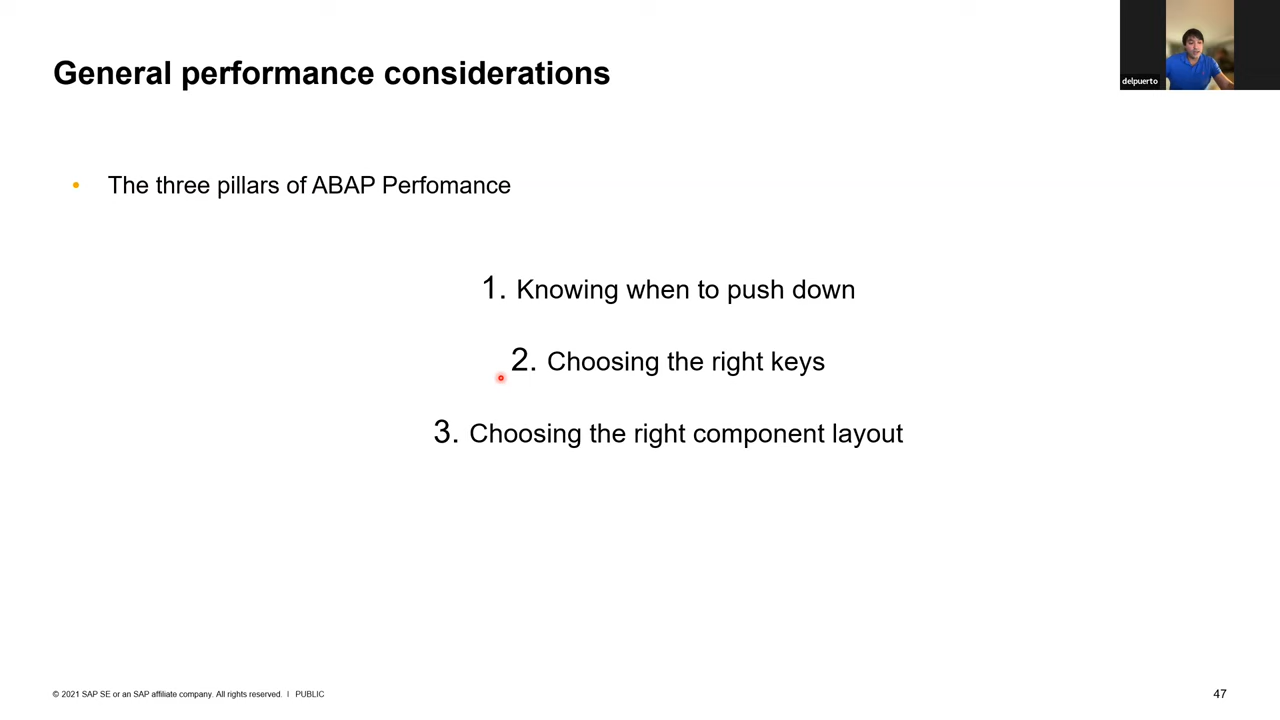 General performance considerations
delpuerto
• The three pillars of ABAP Perfomance
1. Knowing when to push down
2. Choosing the right keys
3. Choosing the right component layout
© 2021 SAP SE or an SAP affiliate company. All rights reserved. | PUBLIC
47